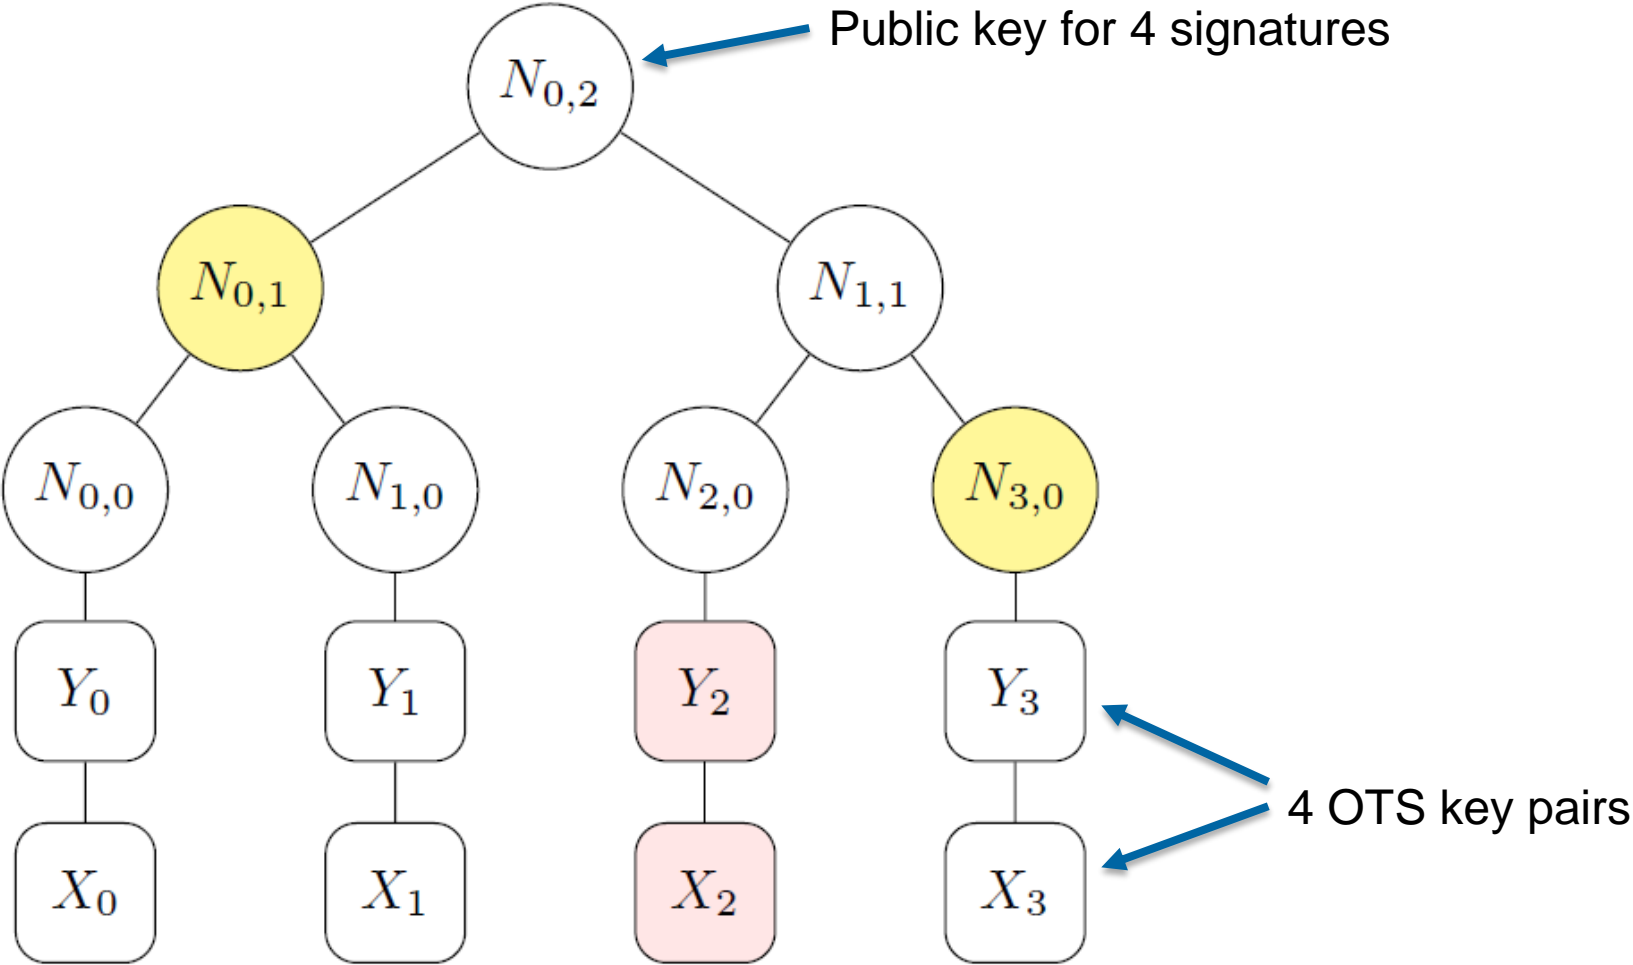 Public key for 4 signatures
N0,2
N0,1
N1,1
N0,0
N1,0
N2,0
N3,0
Y0
Y1
Y2
Y3
4 OTS key pairs
X0
X1
X2
X3